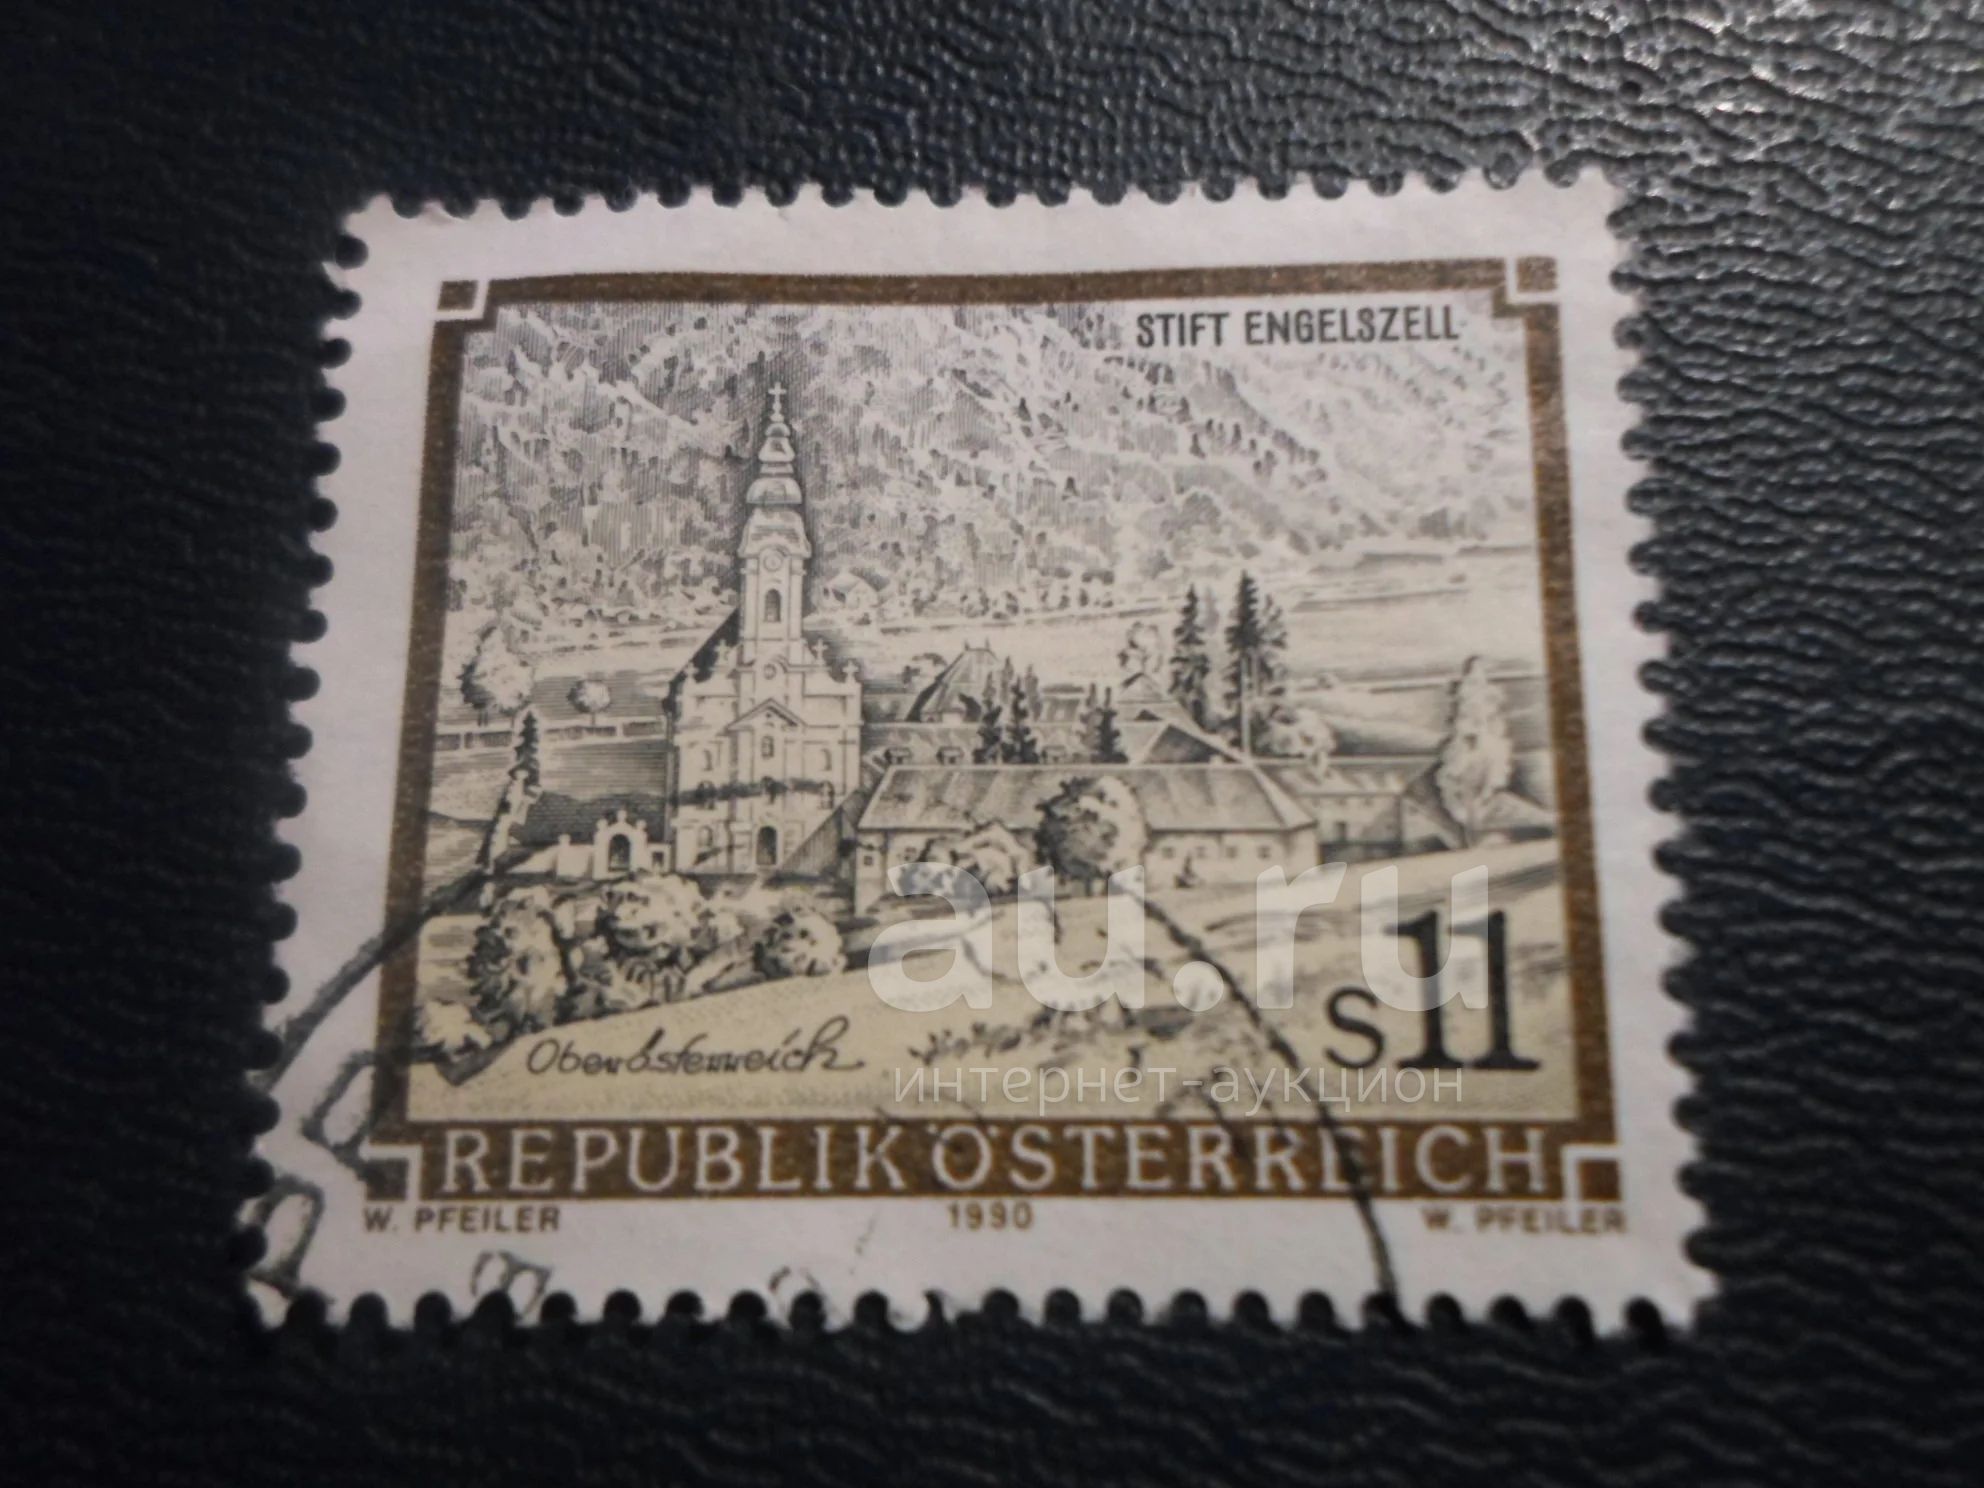 STIFT ENGELSZELL
au.ru
s11
Oberösterreich
интернет-аукцион
REPUBLIK ÖSTERREICH
W. PFEILER
1990
W. PFEILER